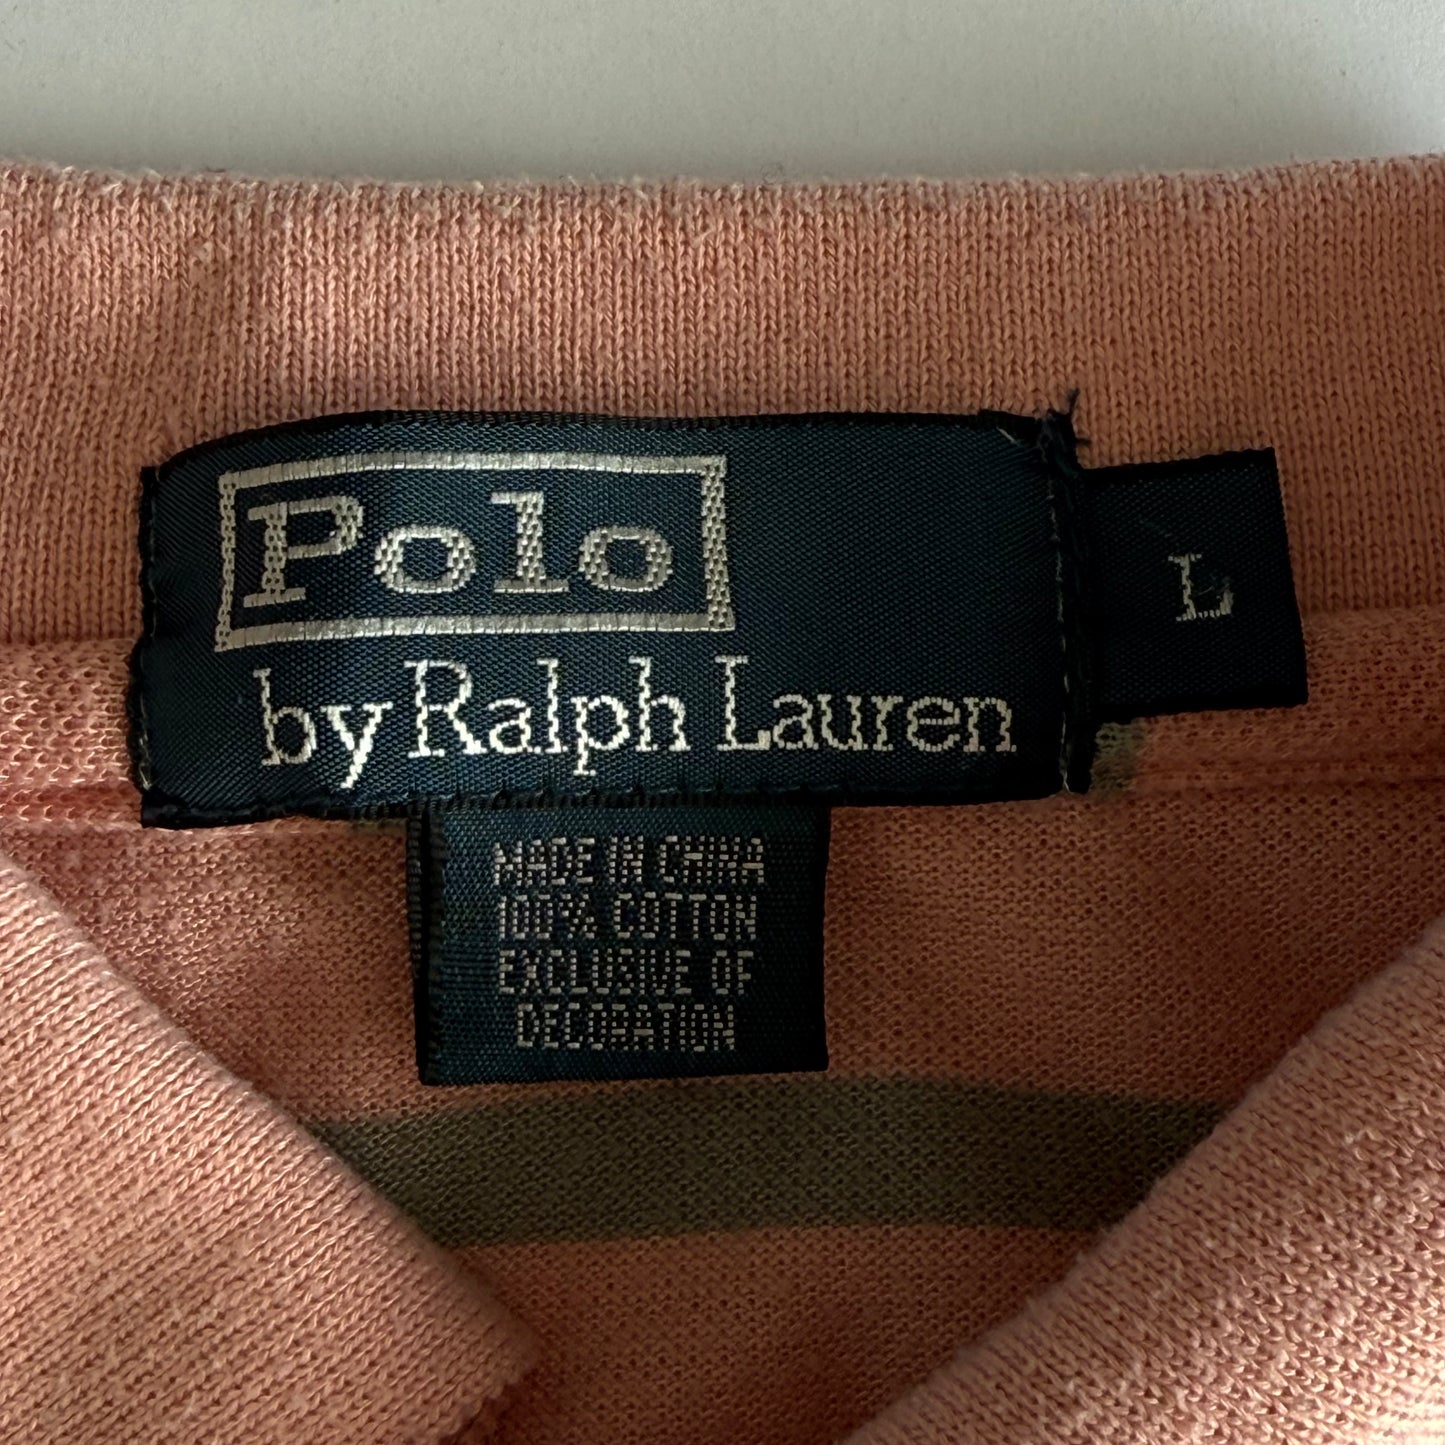 Polo
by Ralph Lauren
L
MADE IN CHINA
100% COTTON
EXCLUSIVE OF
DECORATION